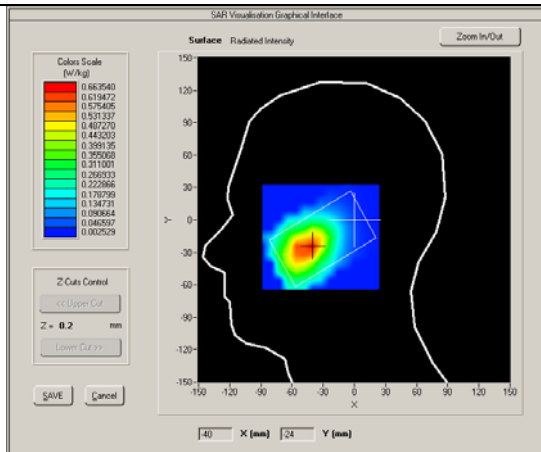 SAR Visualisation Graphical Interface
Surface Radiated Intensity
Zoom In/Out
Colors Scale
(W/kg)
0.663540
0.619472
0.575405
0.531337
0.487270
0.443203
0.399135
0.355068
0.311001
0.266933
0.222866
0.178799
0.134731
0.090664
0.046597
0.002529
Z Cuts Control
<< Upper Cut
Z = 0.2 mm
Lower Cut >>
SAVE Cancel
150
120
90
60
30
0
-30
-60
-90
-120
-150
Y
-150 -120 -90 -60 -30 0 30 60 90 120 150
X
-40 X (mm) -24 Y (mm)